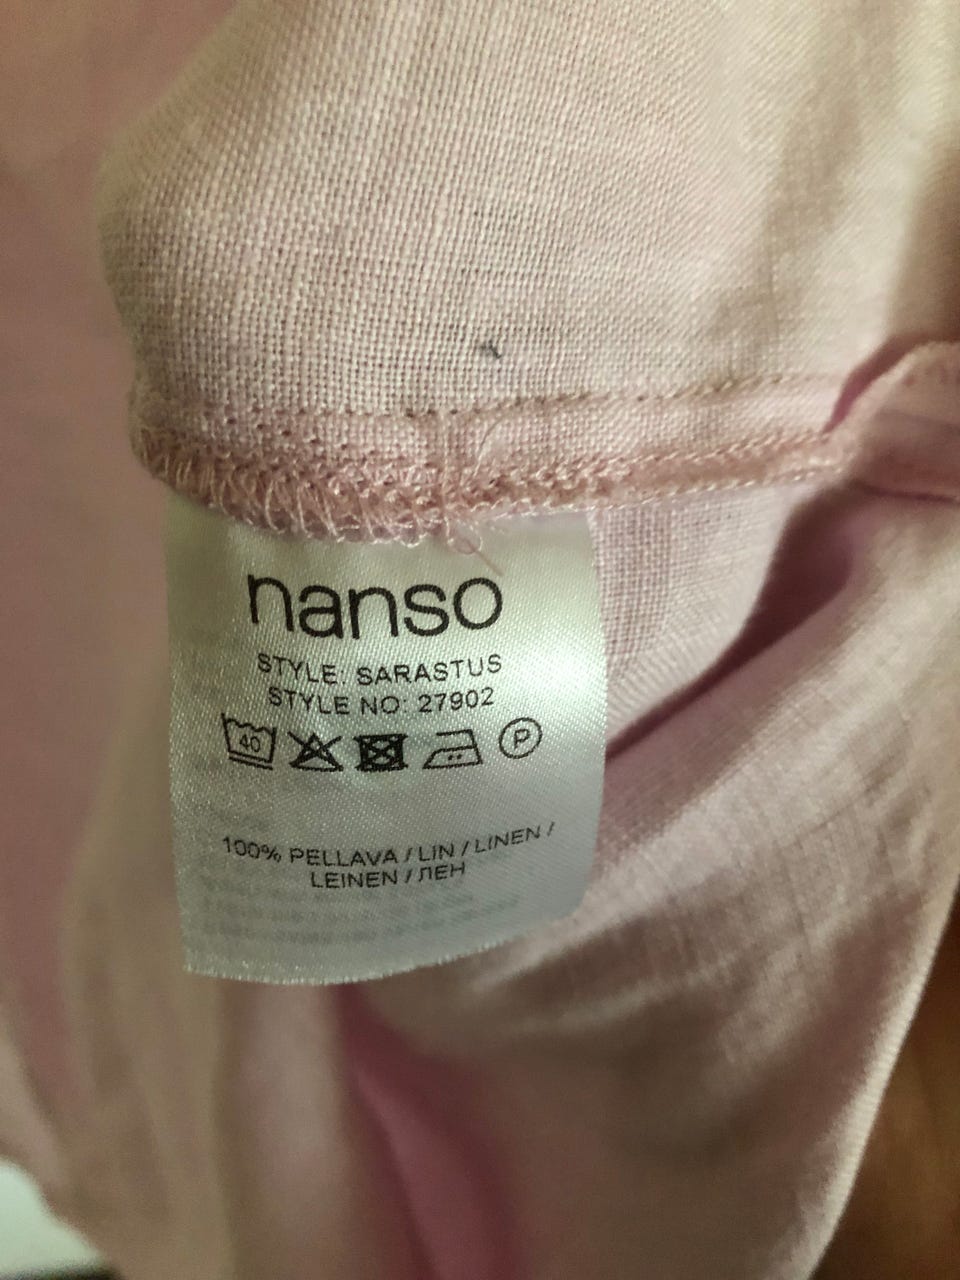 nanso
STYLE: SARASTUS
STYLE NO: 27902
40 P
100% PELLAVA / LIN / LINEN /
LEINEN / ЛЕН